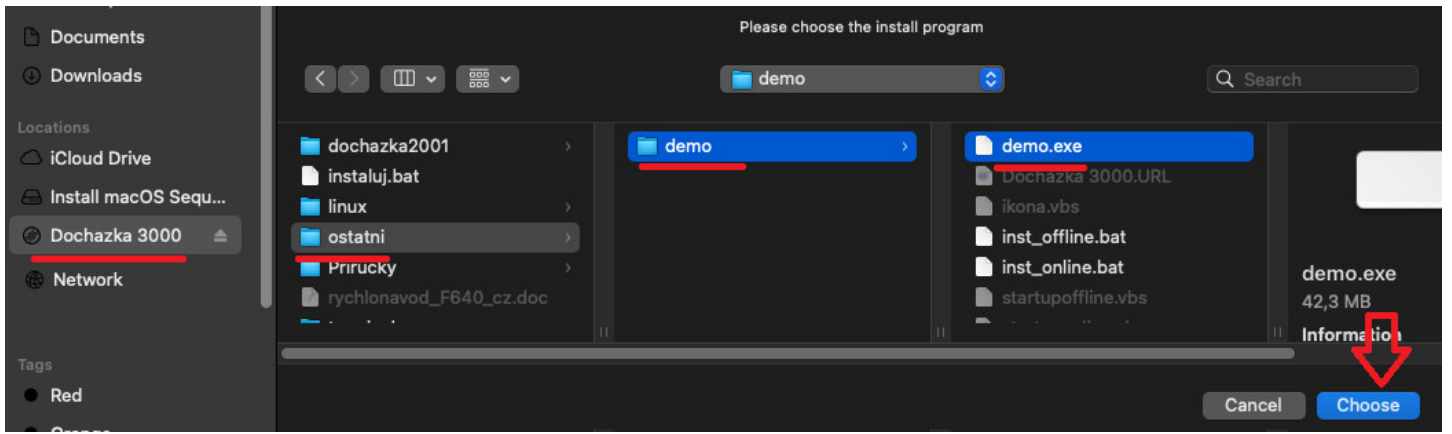 Please choose the install program
Documents
Downloads
Locations
iCloud Drive
Install macOS Sequ...
Dochazka 3000
Network
Tags
Red
demo
Search
dochazka2001
instaluj.bat
linux
ostatni
Prirucky
rychlonavod_F640_cz.doc
demo
demo.exe
Dochazka 3000.URL
ikona.vbs
inst_offline.bat
inst_online.bat
startupoffline.vbs
demo.exe
42,3 MB
Information
Cancel
Choose